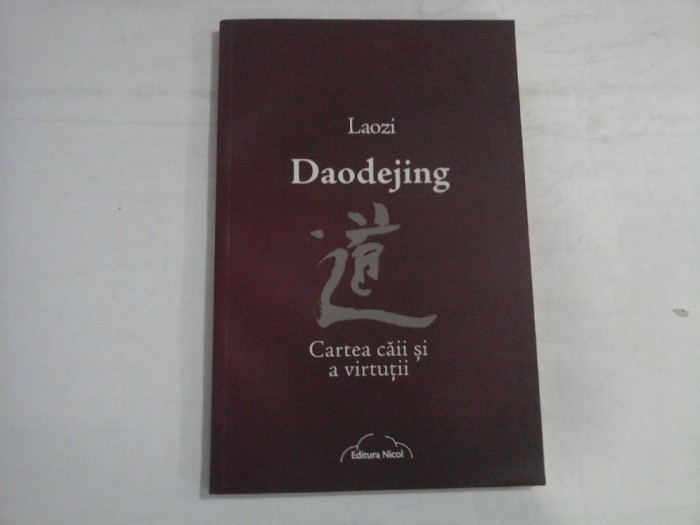 Laozi
Daodejing
道
Cartea căii și
a virtuții
Editura Nicol